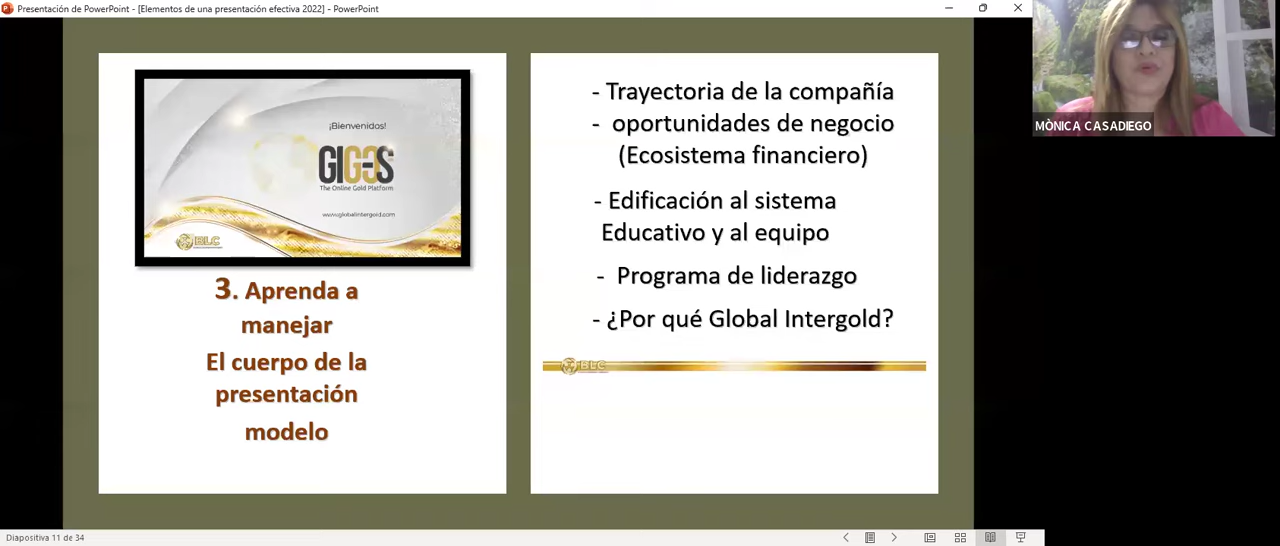 Presentación de PowerPoint - [Elementos de una presentación efectiva 2022] - PowerPoint
MÒNICA CASADIEGO
¡Bienvenidos!
GIG-OS
The Online Gold Platform
www.globalintergold.com
BLC
3. Aprenda a
manejar
El cuerpo de la
presentación
modelo
- Trayectoria de la compañía
- oportunidades de negocio
(Ecosistema financiero)
- Edificación al sistema
Educativo y al equipo
- Programa de liderazgo
- ¿Por qué Global Intergold?
BLC
Diapositiva 11 de 34